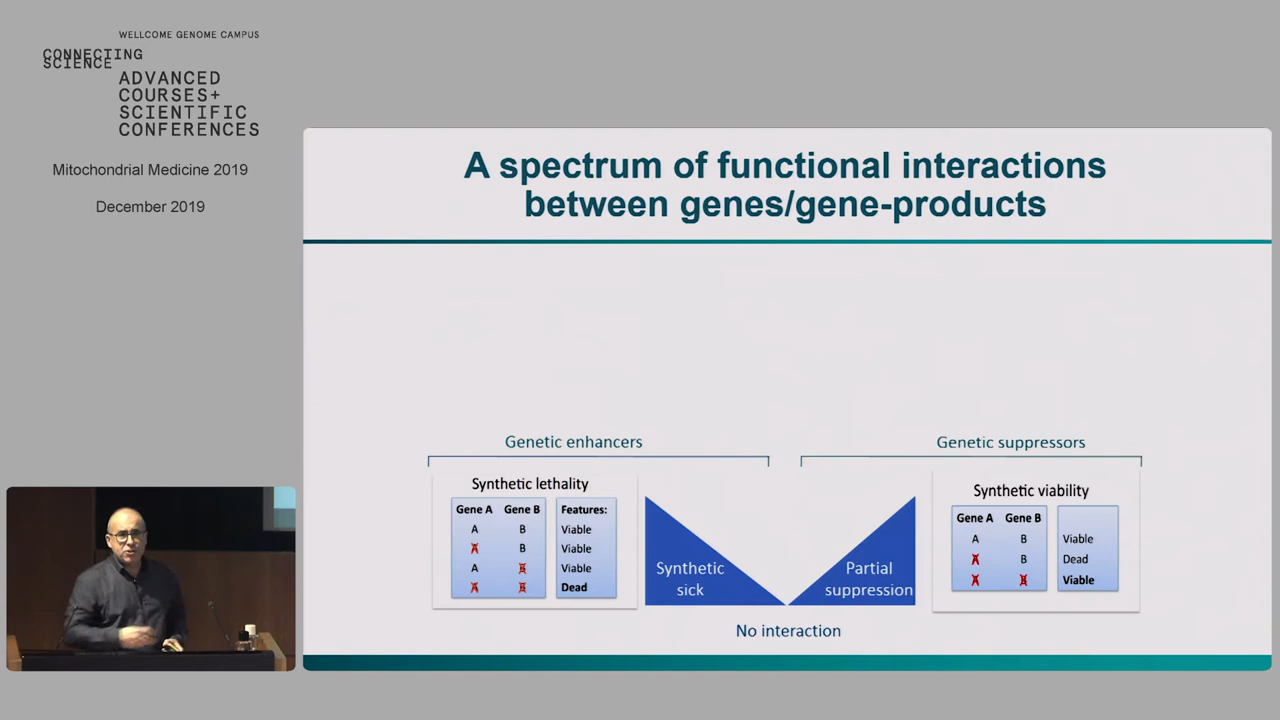 WELLCOME GENOME CAMPUS
CONNECTING
SCIENCE
ADVANCED
COURSES+
SCIENTIFIC
CONFERENCES
Mitochondrial Medicine 2019
December 2019
A spectrum of functional interactions
between genes/gene-products
Genetic enhancers
Synthetic lethality
Gene A Gene B Features:
A B Viable
A B Viable
A B Viable
A B Dead
Synthetic
sick
Genetic suppressors
Partial
suppression
Synthetic viability
Gene A Gene B
A B Viable
A B Dead
A B Viable
No interaction